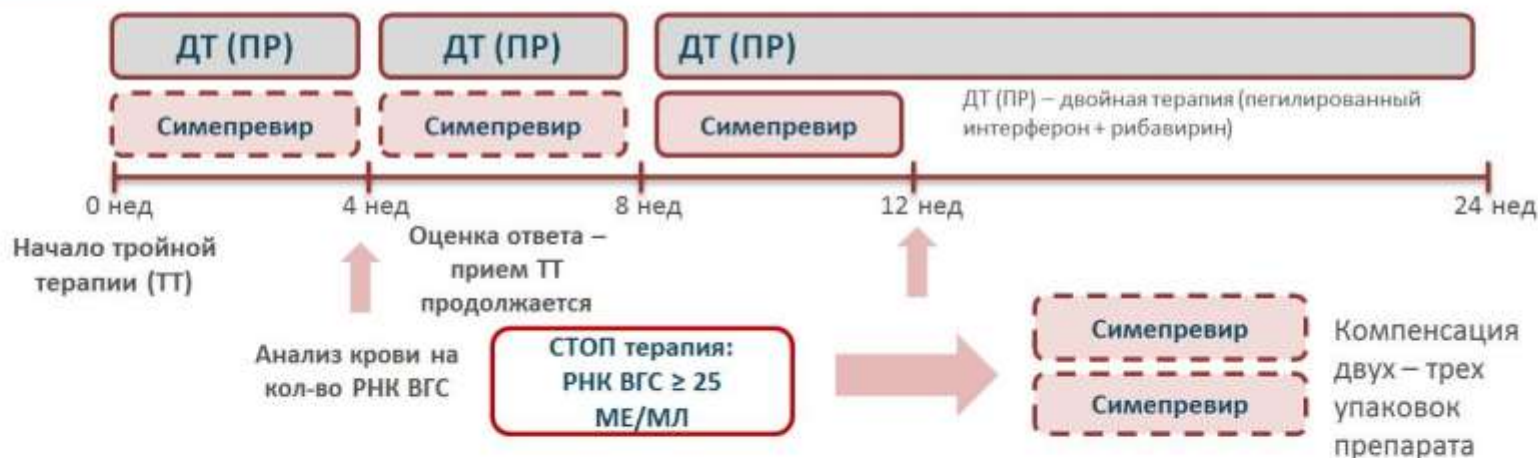 ДТ (ПР)
ДТ (ПР)
ДТ (ПР)
Симепревир
Симепревир
Симепревир
ДТ (ПР) – двойная терапия (пегилированный
интерферон + рибавирин)
0 нед
4 нед
8 нед
12 нед
24 нед
Начало тройной
терапии (ТТ)
Оценка ответа –
прием ТТ
продолжается
Анализ крови на
кол-во РНК ВГС
СТОП терапия:
РНК ВГС ≥ 25
МЕ/МЛ
Симепревир
Симепревир
Компенсация
двух – трех
упаковок
препарата